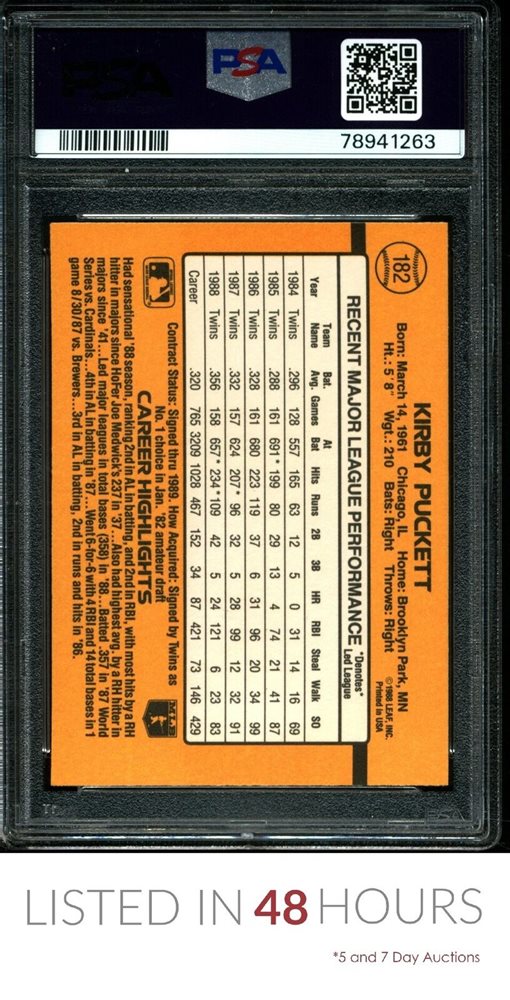 PSA
PSA
78941263
182
KIRBY PUCKETT
Born: March 14, 1961 Chicago, IL Home: Brooklyn Park, MN
Ht.: 5' 8" Wgt.: 210 Bats: Right Throws: Right
©1988 LEAF, INC.
Printed in USA
RECENT MAJOR LEAGUE PERFORMANCE *Denotes*
Led League
Year Team Name Bat. Avg. Games At Bat Hits Runs 2B 3B HR RBI Steal Walk SO
1984 Twins .296 128 557 165 63 12 5 0 31 14 16 69
1985 Twins .288 161 691* 199 80 29 13 4 74 21 41 87
1986 Twins .328 161 680 223 119 37 6 31 96 20 34 99
1987 Twins .332 157 624 207* 96 32 5 28 99 12 32 91
1988 Twins .356 158 657* 234* 109 42 5 24 121 6 23 83
Career .320 765 3209 1028 467 152 34 87 421 73 146 429
Contract Status: Signed thru 1989. How Acquired: Signed by Twins as
No. 1 choice in Jan. '82 amateur draft
CAREER HIGHLIGHTS
MLB
Had sensational '88 season, ranking 2nd in AL in batting, and 2nd in RBI, with most hits by a RH
hitter in majors since HoFer Joe Medwick's 237 in '37...Also had highest avg. by a RH hitter in
majors since '41...Led major leagues in total bases (358) in '88...Batted .357 in '87 World
Series vs. Cardinals...4th in AL in batting in '87...Went 6-for-6 with 4 RBI and 14 total bases in 1
game 8/30/87 vs. Brewers...3rd in AL in batting, 2nd in runs and hits in '86.
LISTED IN 48 HOURS
*5 and 7 Day Auctions